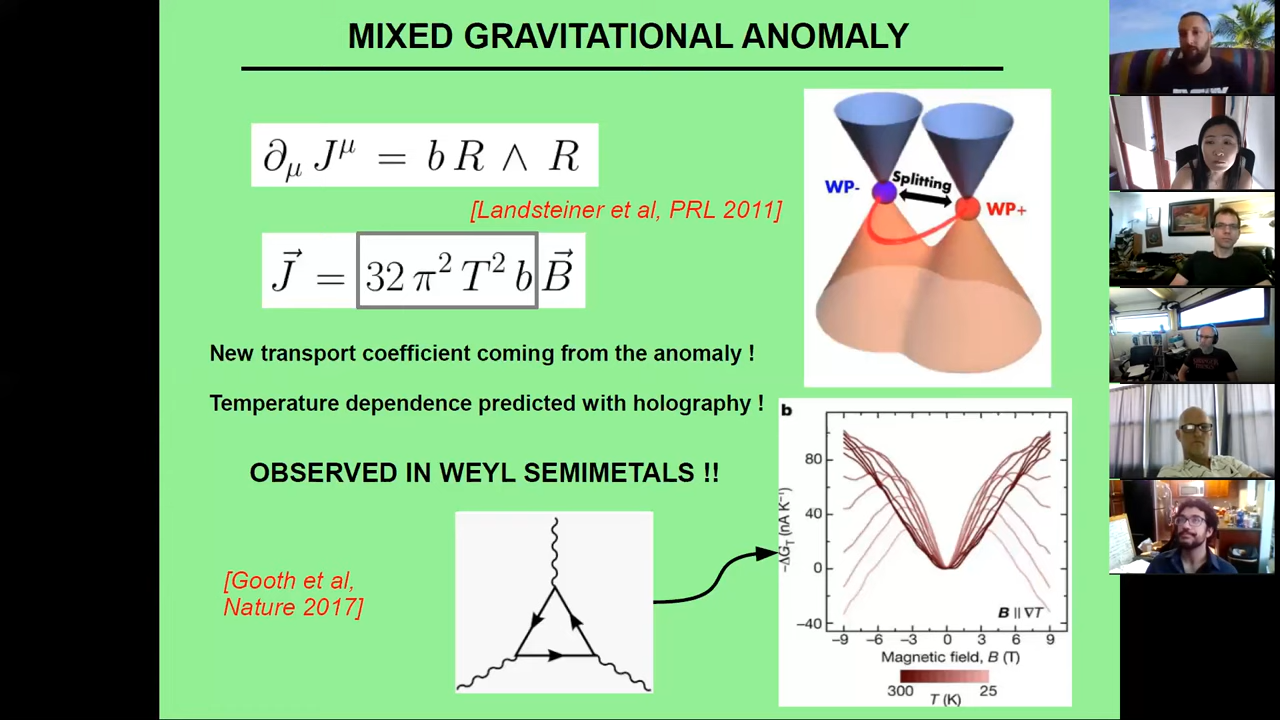 MIXED GRAVITATIONAL ANOMALY
∂_μ J^μ = b R ∧ R
[Landsteiner et al, PRL 2011]
J⃗ = 32 π² T² b B⃗
New transport coefficient coming from the anomaly !
Temperature dependence predicted with holography !
OBSERVED IN WEYL SEMIMETALS !!
[Gooth et al,
Nature 2017]
WP-
Splitting
WP+
b
80
40
0
−40
−ΔG_T (nA K⁻¹)
B || ∇T
−9 −6 −3 0 3 6 9
Magnetic field, B (T)
300 25
T (K)